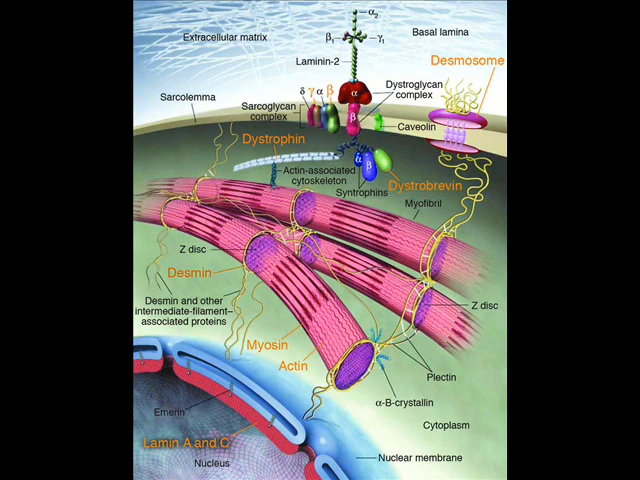 α₂
Extracellular matrix
β₁
γ₁
Basal lamina
Laminin-2
Desmosome
Sarcolemma
δ γ α β
α
Dystroglycan
complex
Sarcoglycan
complex
β
Caveolin
Dystrophin
α
β
Actin-associated
cytoskeleton
Syntrophins
Dystrobrevin
Myofibril
Z disc
Desmin
Desmin and other
intermediate-filament–
associated proteins
Z disc
Myosin
Actin
Plectin
α-B-crystallin
Emerin
Cytoplasm
Lamin A and C
Nucleus
Nuclear membrane